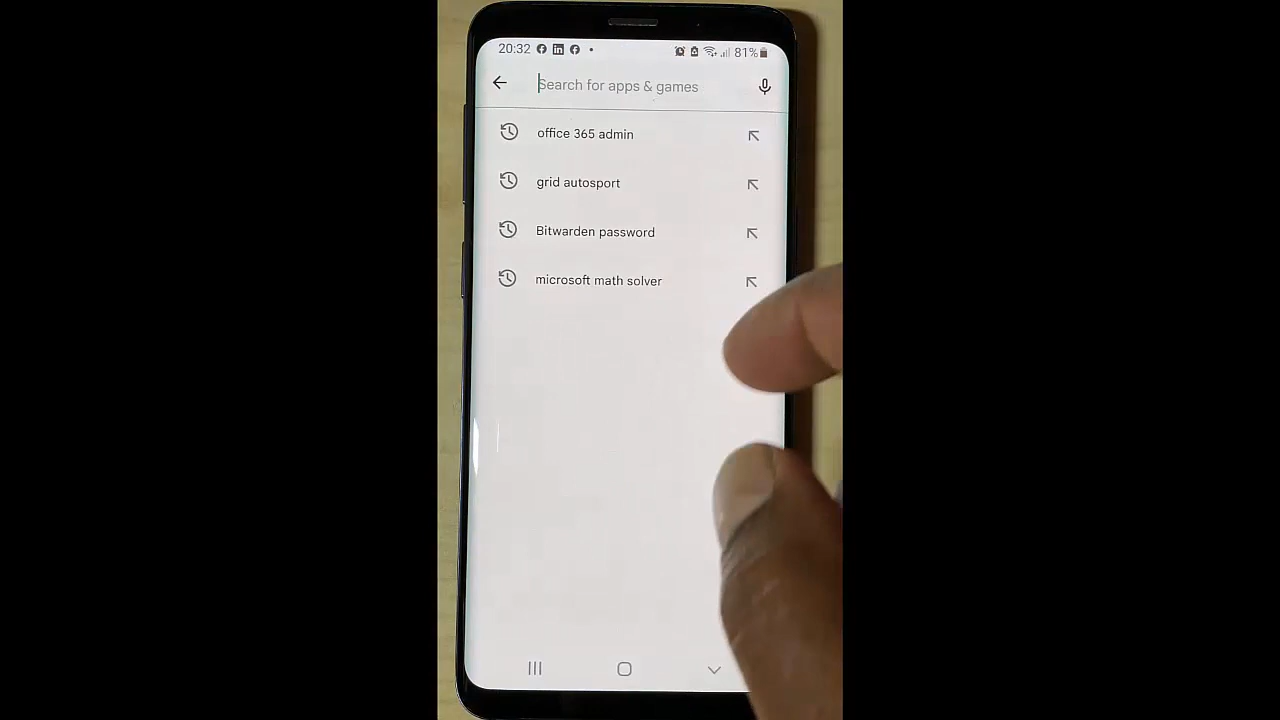 20:32 81%
Search for apps & games
office 365 admin
grid autosport
Bitwarden password
microsoft math solver